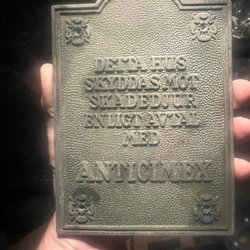 DETTA HUS
SKYDDAS MOT
SKADEDJUR
ENLIGT AVTAL
MED
ANTICIMEX